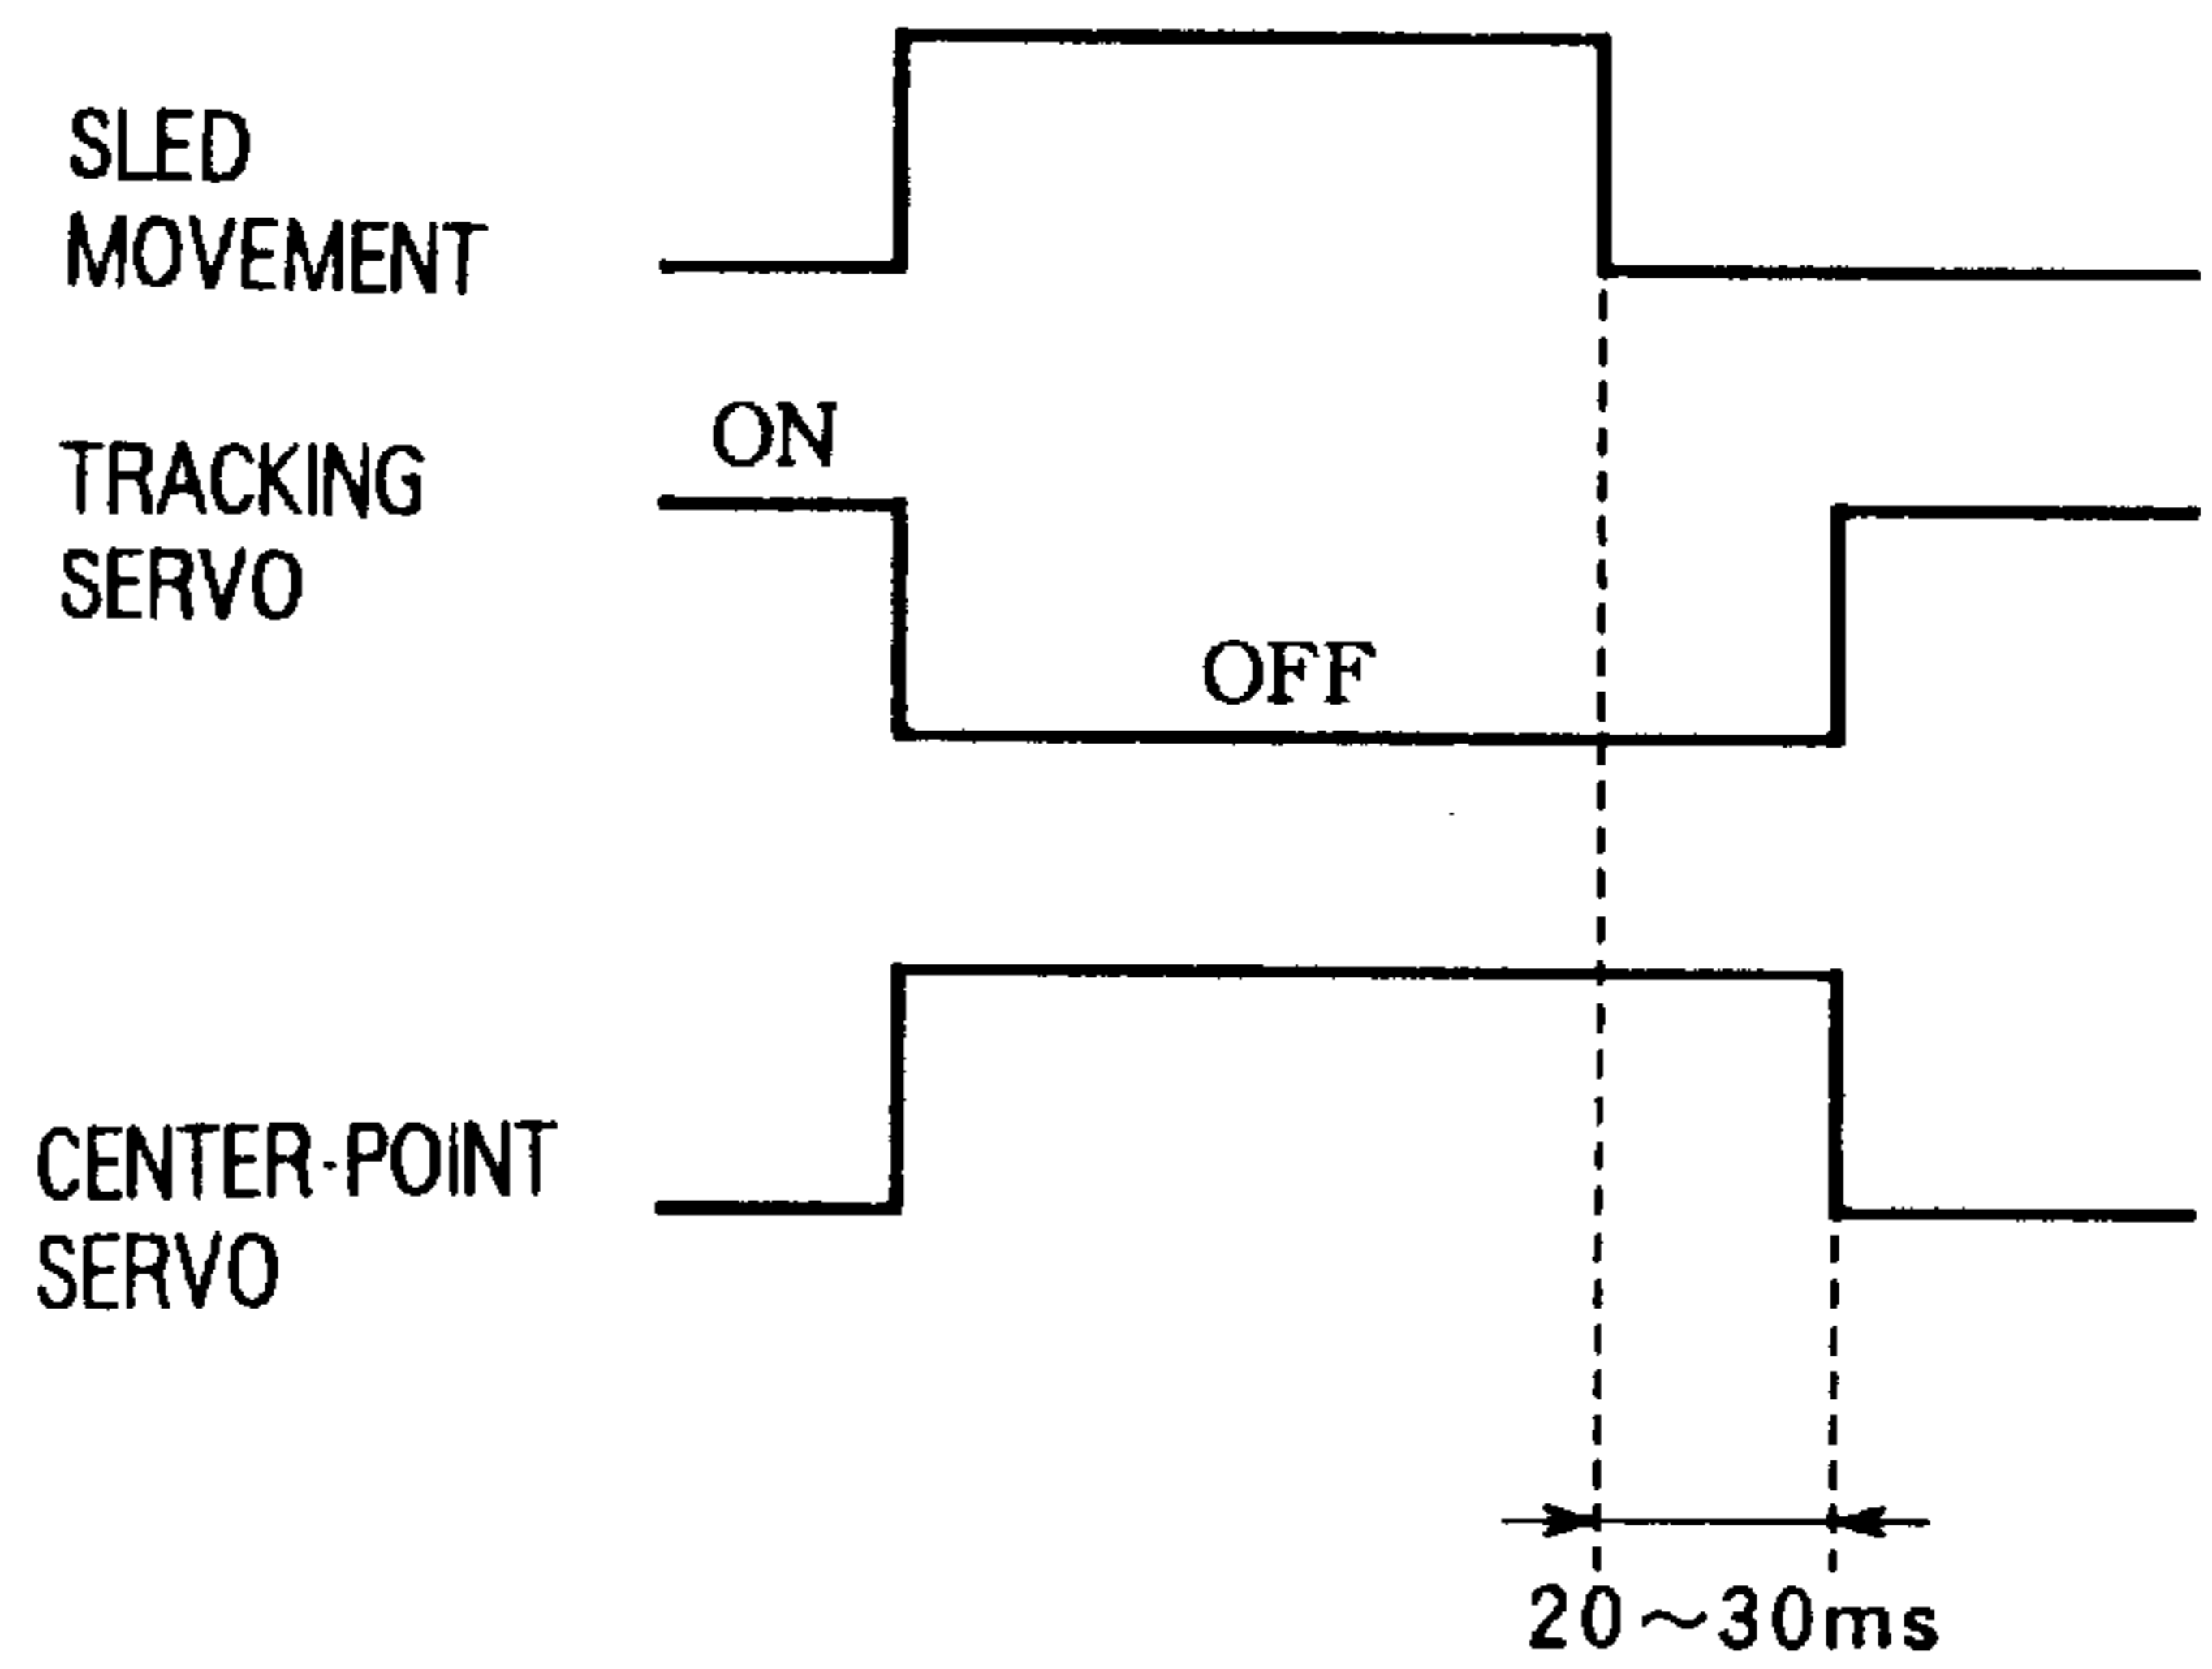 SLED
MOVEMENT
ON
TRACKING
SERVO
OFF
CENTER-POINT
SERVO
20~30ms